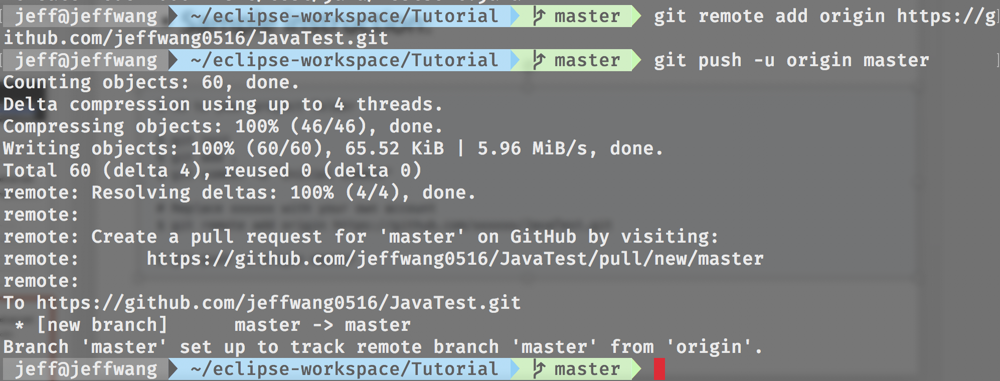 jeff@jeffwang ~/eclipse-workspace/Tutorial master git remote add origin https://g
ithub.com/jeffwang0516/JavaTest.git
jeff@jeffwang ~/eclipse-workspace/Tutorial master git push -u origin master
Counting objects: 60, done.
Delta compression using up to 4 threads.
Compressing objects: 100% (46/46), done.
Writing objects: 100% (60/60), 65.52 KiB | 5.96 MiB/s, done.
Total 60 (delta 4), reused 0 (delta 0)
remote: Resolving deltas: 100% (4/4), done.
remote:
remote: Create a pull request for 'master' on GitHub by visiting:
remote:      https://github.com/jeffwang0516/JavaTest/pull/new/master
remote:
To https://github.com/jeffwang0516/JavaTest.git
 * [new branch]      master -> master
Branch 'master' set up to track remote branch 'master' from 'origin'.
jeff@jeffwang ~/eclipse-workspace/Tutorial master